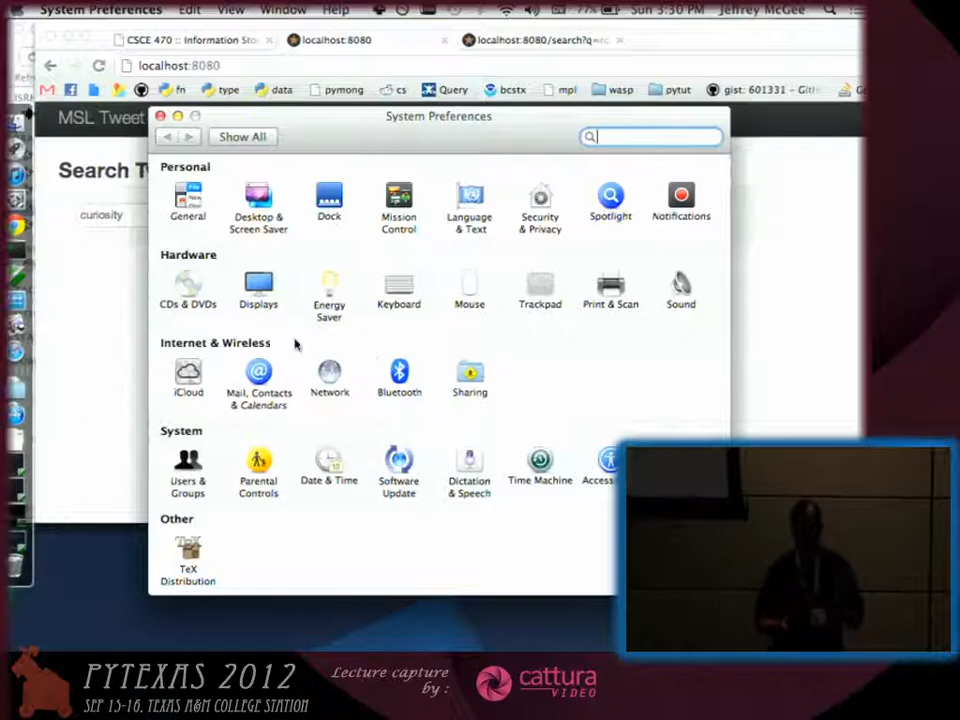 System Preferences Edit View Window Help 77% Sun 3:50 PM Jeffrey McGee
CSCE 470 :: Information Sto localhost:8080 localhost:8080/search?q=
localhost:8080
fn type data pymong cs Query bcstx mpl wasp pytut gist: 601331 - GitH
MSL Tweet
System Preferences
Show All
Search T
curiosity
Personal
General Desktop & Screen Saver Dock Mission Control Language & Text Security & Privacy Spotlight Notifications
Hardware
CDs & DVDs Displays Energy Saver Keyboard Mouse Trackpad Print & Scan Sound
Internet & Wireless
iCloud Mail, Contacts & Calendars Network Bluetooth Sharing
System
Users & Groups Parental Controls Date & Time Software Update Dictation & Speech Time Machine Access
Other
TeX Distribution
PYTEXAS 2012
SEP 15-16, TEXAS A&M COLLEGE STATION
Lecture capture
by :
cattura
VIDEO